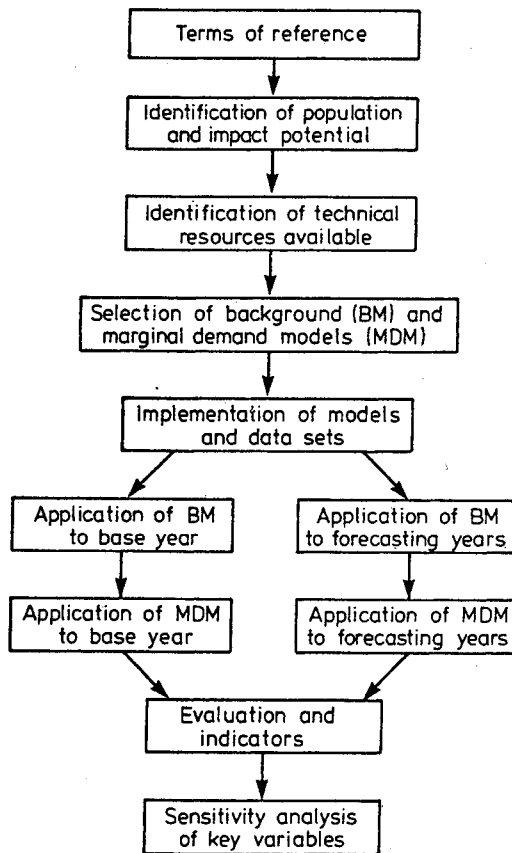 Terms of reference
Identification of population
and impact potential
Identification of technical
resources available
Selection of background (BM) and
marginal demand models (MDM)
Implementation of models
and data sets
Application of BM
to base year
Application of BM
to forecasting years
Application of MDM
to base year
Application of MDM
to forecasting years
Evaluation and
indicators
Sensitivity analysis
of key variables